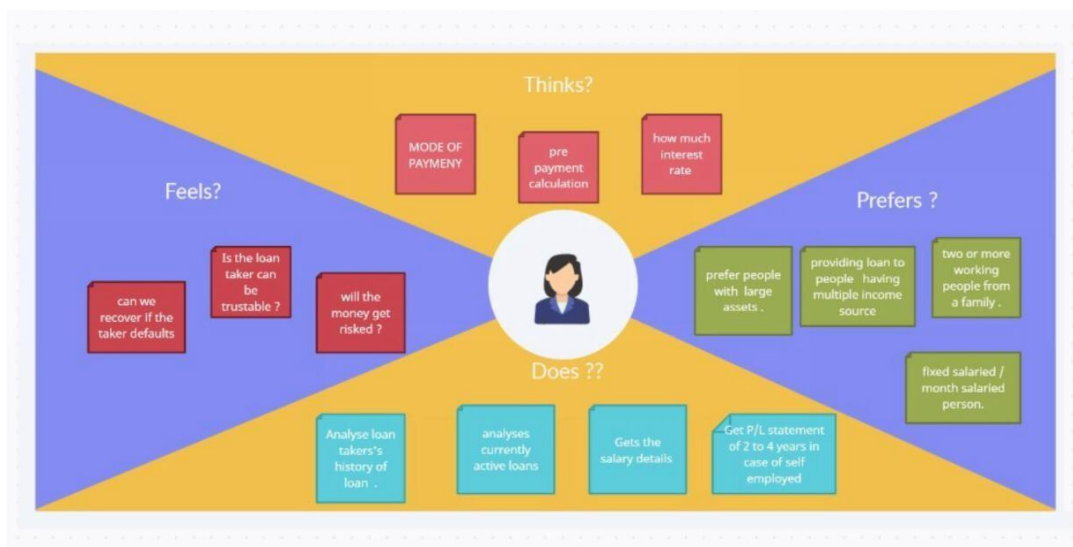 Thinks?
MODE OF
PAYMENY
pre
payment
calculation
how much
interest
rate
Feels?
can we
recover if the
taker defaults
Is the loan
taker can
be
trustable ?
will the
money get
risked ?
Prefers ?
prefer people
with large
assets .
providing loan to
people having
multiple income
source
two or more
working
people from
a family .
fixed salaried /
month salaried
person.
Does ??
Analyse loan
takers's
history of
loan .
analyses
currently
active loans
Gets the
salary details
Get P/L statement
of 2 to 4 years in
case of self
employed